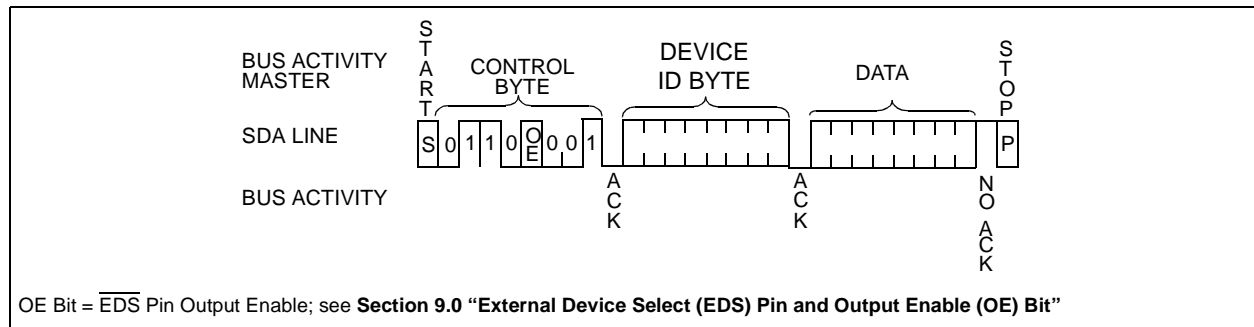 BUS ACTIVITY
MASTER
START
CONTROL
BYTE
DEVICE
ID BYTE
DATA
STOP
SDA LINE
S 0 1 1 0 OE 0 0 1
P
BUS ACTIVITY
ACK
ACK
NO ACK
OE Bit = EDS Pin Output Enable; see Section 9.0 “External Device Select (EDS) Pin and Output Enable (OE) Bit”